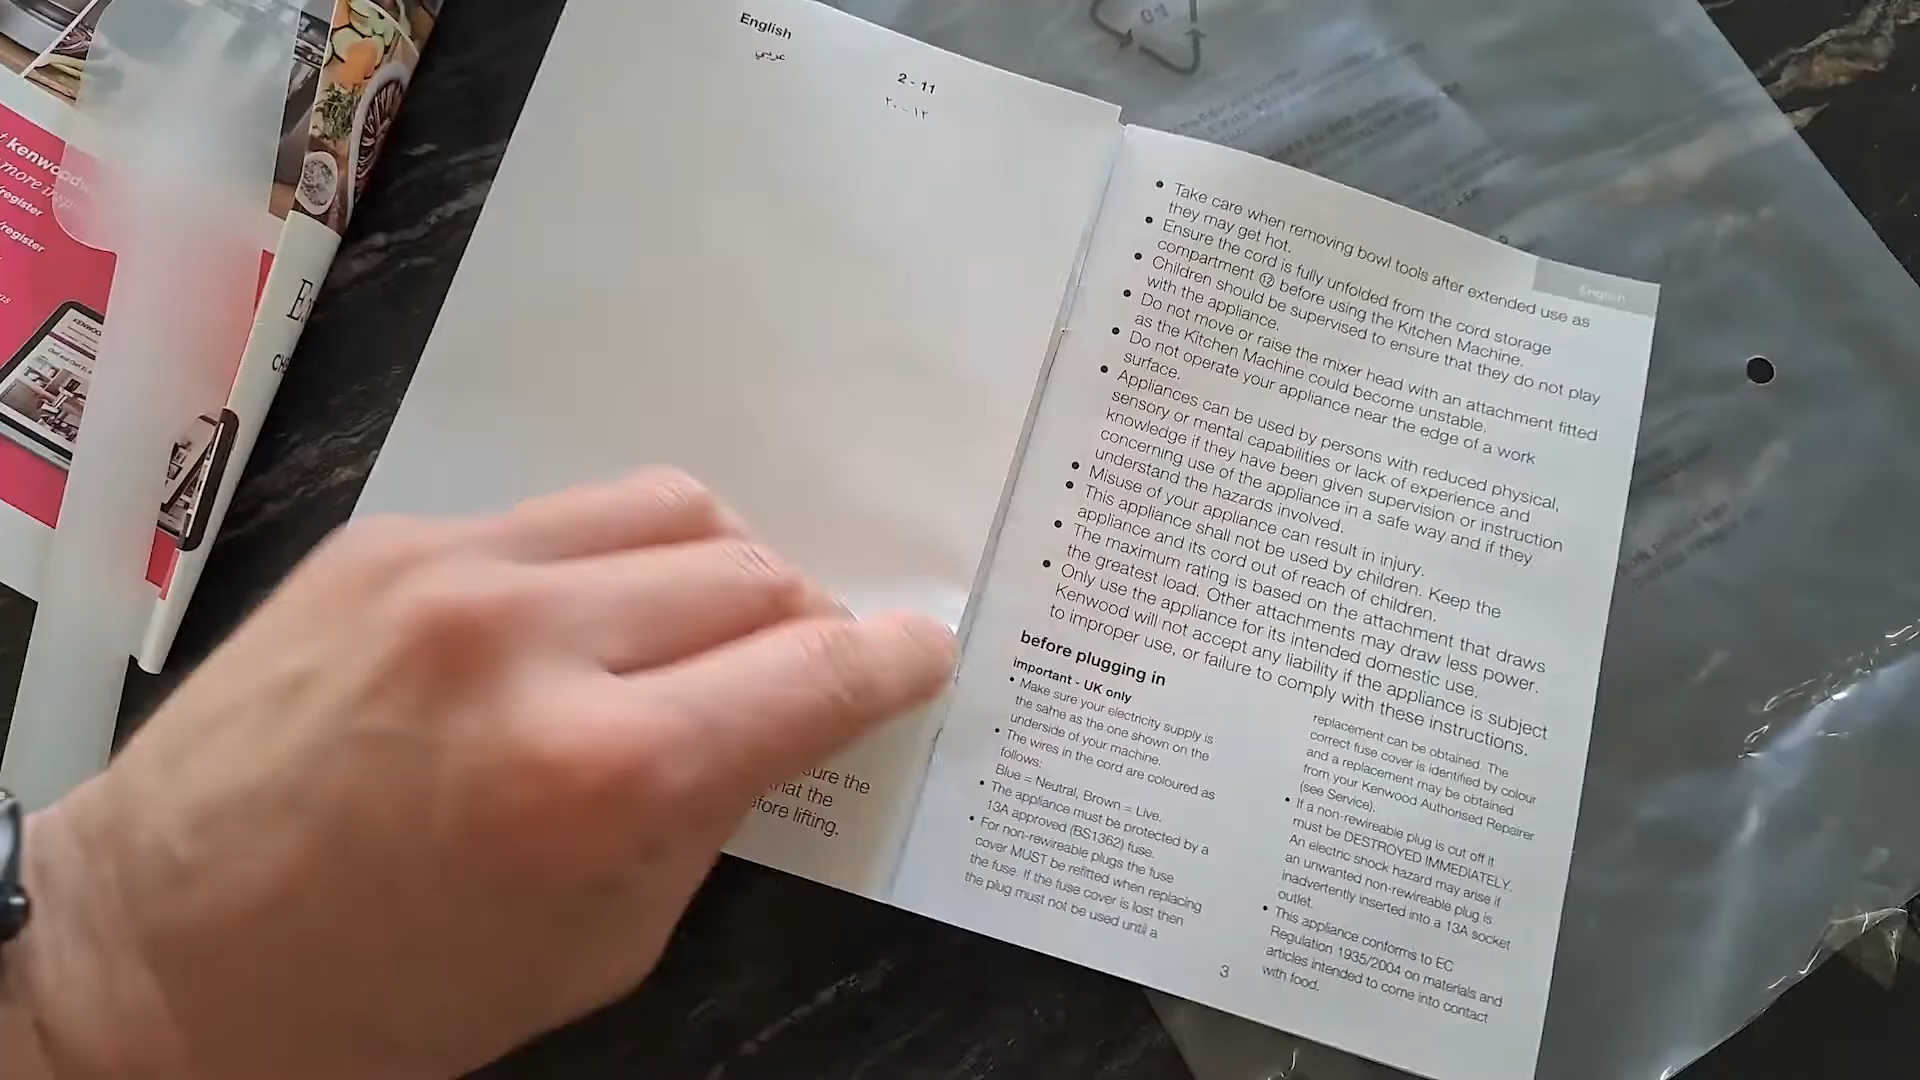 English
عربي
2 - 11
٢٠ - ١٢
sure the
hat the
efore lifting.
English
• Take care when removing bowl tools after extended use as
they may get hot.
• Ensure the cord is fully unfolded from the cord storage
compartment ⑫ before using the Kitchen Machine.
• Children should be supervised to ensure that they do not play
with the appliance.
• Do not move or raise the mixer head with an attachment fitted
as the Kitchen Machine could become unstable.
• Do not operate your appliance near the edge of a work
surface.
• Appliances can be used by persons with reduced physical,
sensory or mental capabilities or lack of experience and
knowledge if they have been given supervision or instruction
concerning use of the appliance in a safe way and if they
understand the hazards involved.
• Misuse of your appliance can result in injury.
• This appliance shall not be used by children. Keep the
appliance and its cord out of reach of children.
• The maximum rating is based on the attachment that draws
the greatest load. Other attachments may draw less power.
• Only use the appliance for its intended domestic use.
Kenwood will not accept any liability if the appliance is subject
to improper use, or failure to comply with these instructions.
before plugging in
important - UK only
• Make sure your electricity supply is
the same as the one shown on the
underside of your machine.
• The wires in the cord are coloured as
follows:
Blue = Neutral, Brown = Live.
• The appliance must be protected by a
13A approved (BS1362) fuse.
• For non-rewireable plugs the fuse
cover MUST be refitted when replacing
the fuse. If the fuse cover is lost then
the plug must not be used until a
replacement can be obtained. The
correct fuse cover is identified by colour
and a replacement may be obtained
from your Kenwood Authorised Repairer
(see Service).
• If a non-rewireable plug is cut off it
must be DESTROYED IMMEDIATELY.
An electric shock hazard may arise if
an unwanted non-rewireable plug is
inadvertently inserted into a 13A socket
outlet.
• This appliance conforms to EC
Regulation 1935/2004 on materials and
articles intended to come into contact
with food.
3
kenwood
more
/register
/register
KENWOOD
04